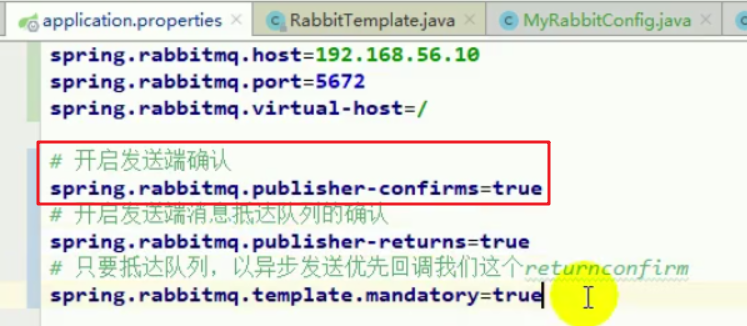 application.properties
RabbitTemplate.java
MyRabbitConfig.java
spring.rabbitmq.host=192.168.56.10
spring.rabbitmq.port=5672
spring.rabbitmq.virtual-host=/
# 开启发送端确认
spring.rabbitmq.publisher-confirms=true
# 开启发送端消息抵达队列的确认
spring.rabbitmq.publisher-returns=true
# 只要抵达队列，以异步发送优先回调我们这个returnconfirm
spring.rabbitmq.template.mandatory=true